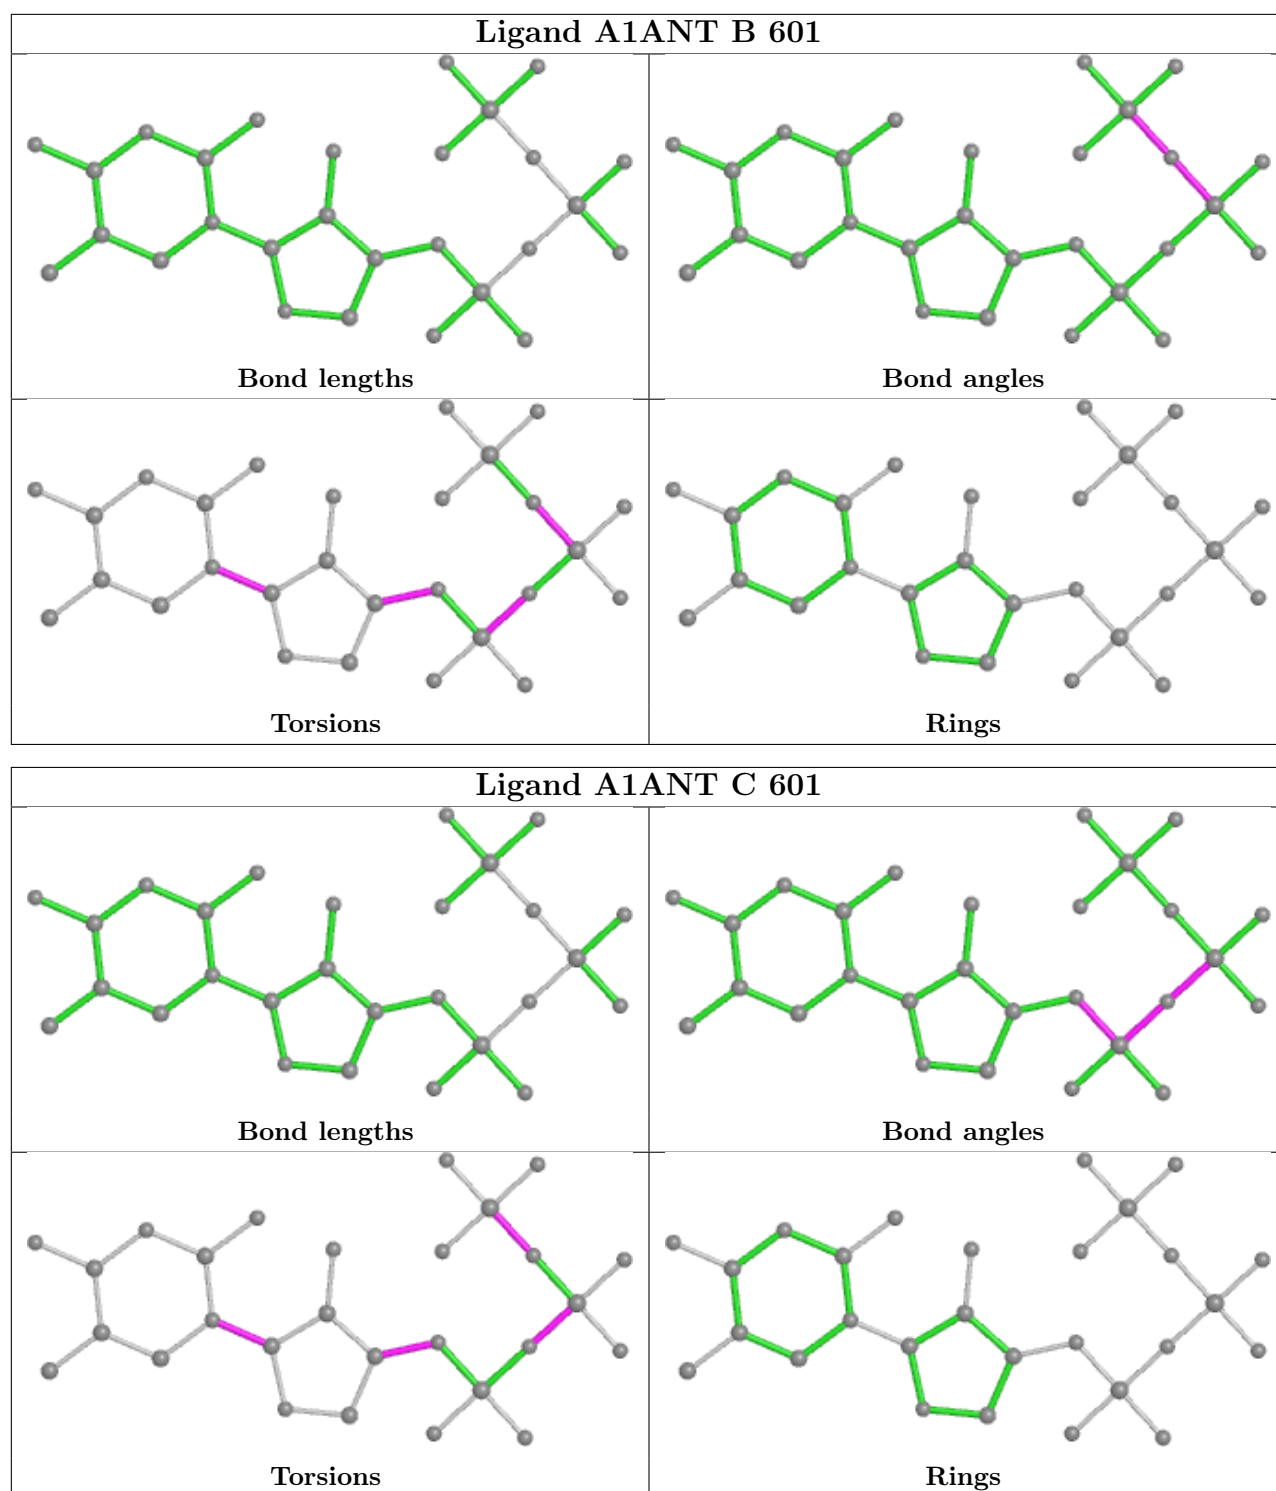 Ligand A1ANT B 601
Bond lengths
Bond angles
Torsions
Rings
Ligand A1ANT C 601
Bond lengths
Bond angles
Torsions
Rings